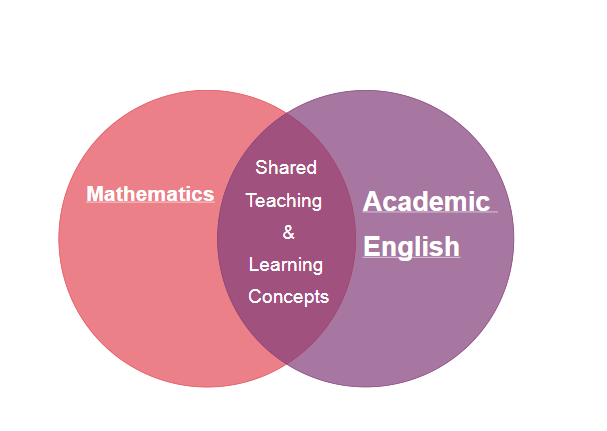 Mathematics
Shared
Teaching
&
Learning
Concepts
Academic
English